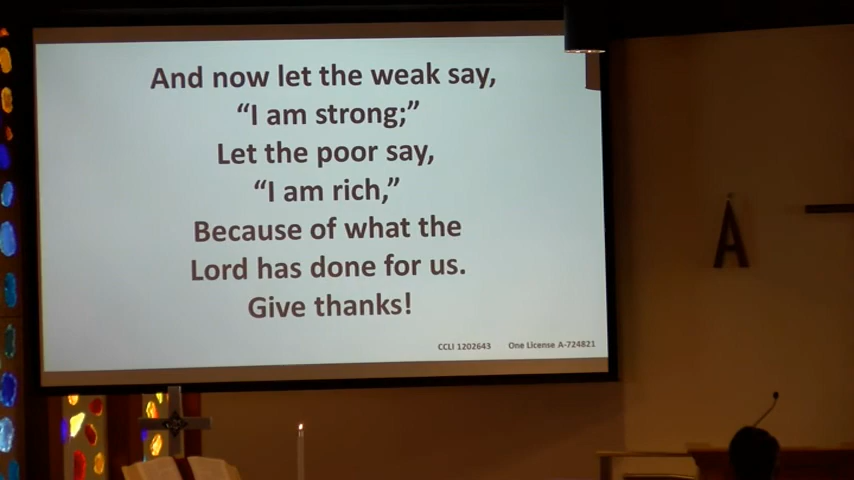 And now let the weak say,
“I am strong;”
Let the poor say,
“I am rich,”
Because of what the
Lord has done for us.
Give thanks!
CCLI 1202643 One License A-724821
A